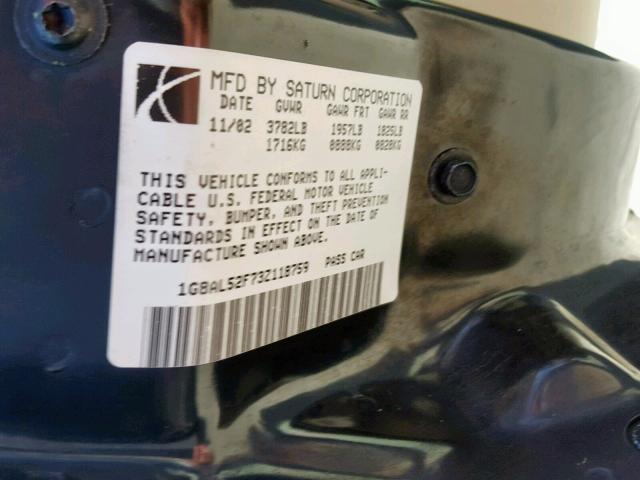 MFD BY SATURN CORPORATION
DATE GVWR GAWR FRT GAWR RR
11/02 3782LB 1957LB 1825LB
1716KG 0888KG 0828KG
THIS VEHICLE CONFORMS TO ALL APPLI-
CABLE U.S. FEDERAL MOTOR VEHICLE
SAFETY, BUMPER, AND THEFT PREVENTION
STANDARDS IN EFFECT ON THE DATE OF
MANUFACTURE SHOWN ABOVE.
1G8AL52F73Z118759 PASS CAR